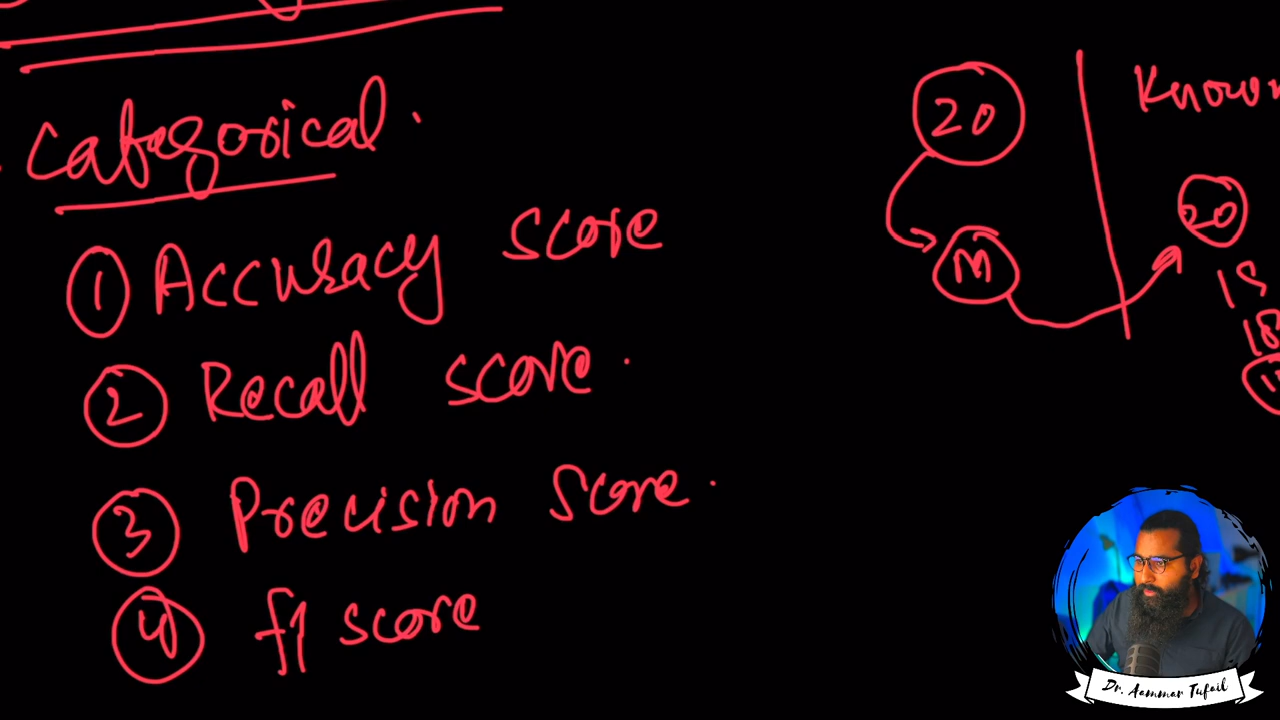 Categorical.
① Accuracy score
② Recall score.
③ Precision Score.
④ f1 score
20
M
Known
20
18
Dr. Aammar Tufail